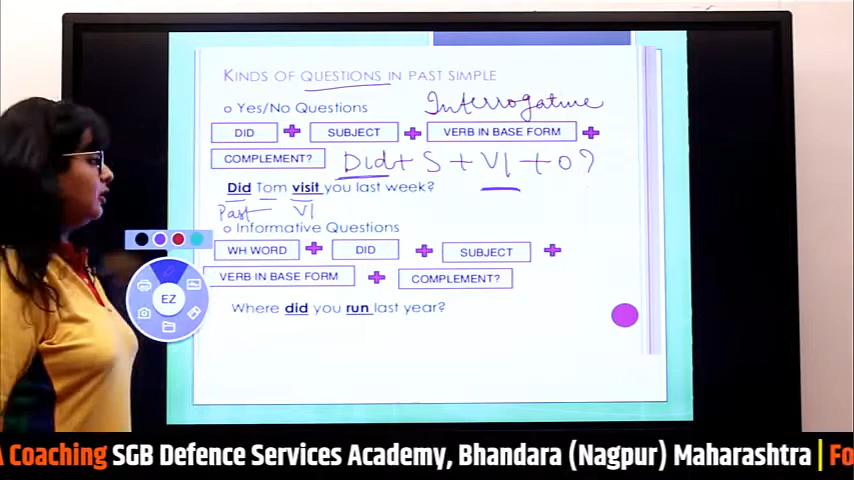 KINDS OF QUESTIONS IN PAST SIMPLE
Yes/No Questions Interrogative
DID + SUBJECT + VERB IN BASE FORM +
COMPLEMENT? Did + S + V1 + O?
Did Tom visit you last week?
Past V1
Informative Questions
WH WORD + DID + SUBJECT +
VERB IN BASE FORM + COMPLEMENT?
Where did you run last year?
EZ
A Coaching SGB Defence Services Academy, Bhandara (Nagpur) Maharashtra | Fo